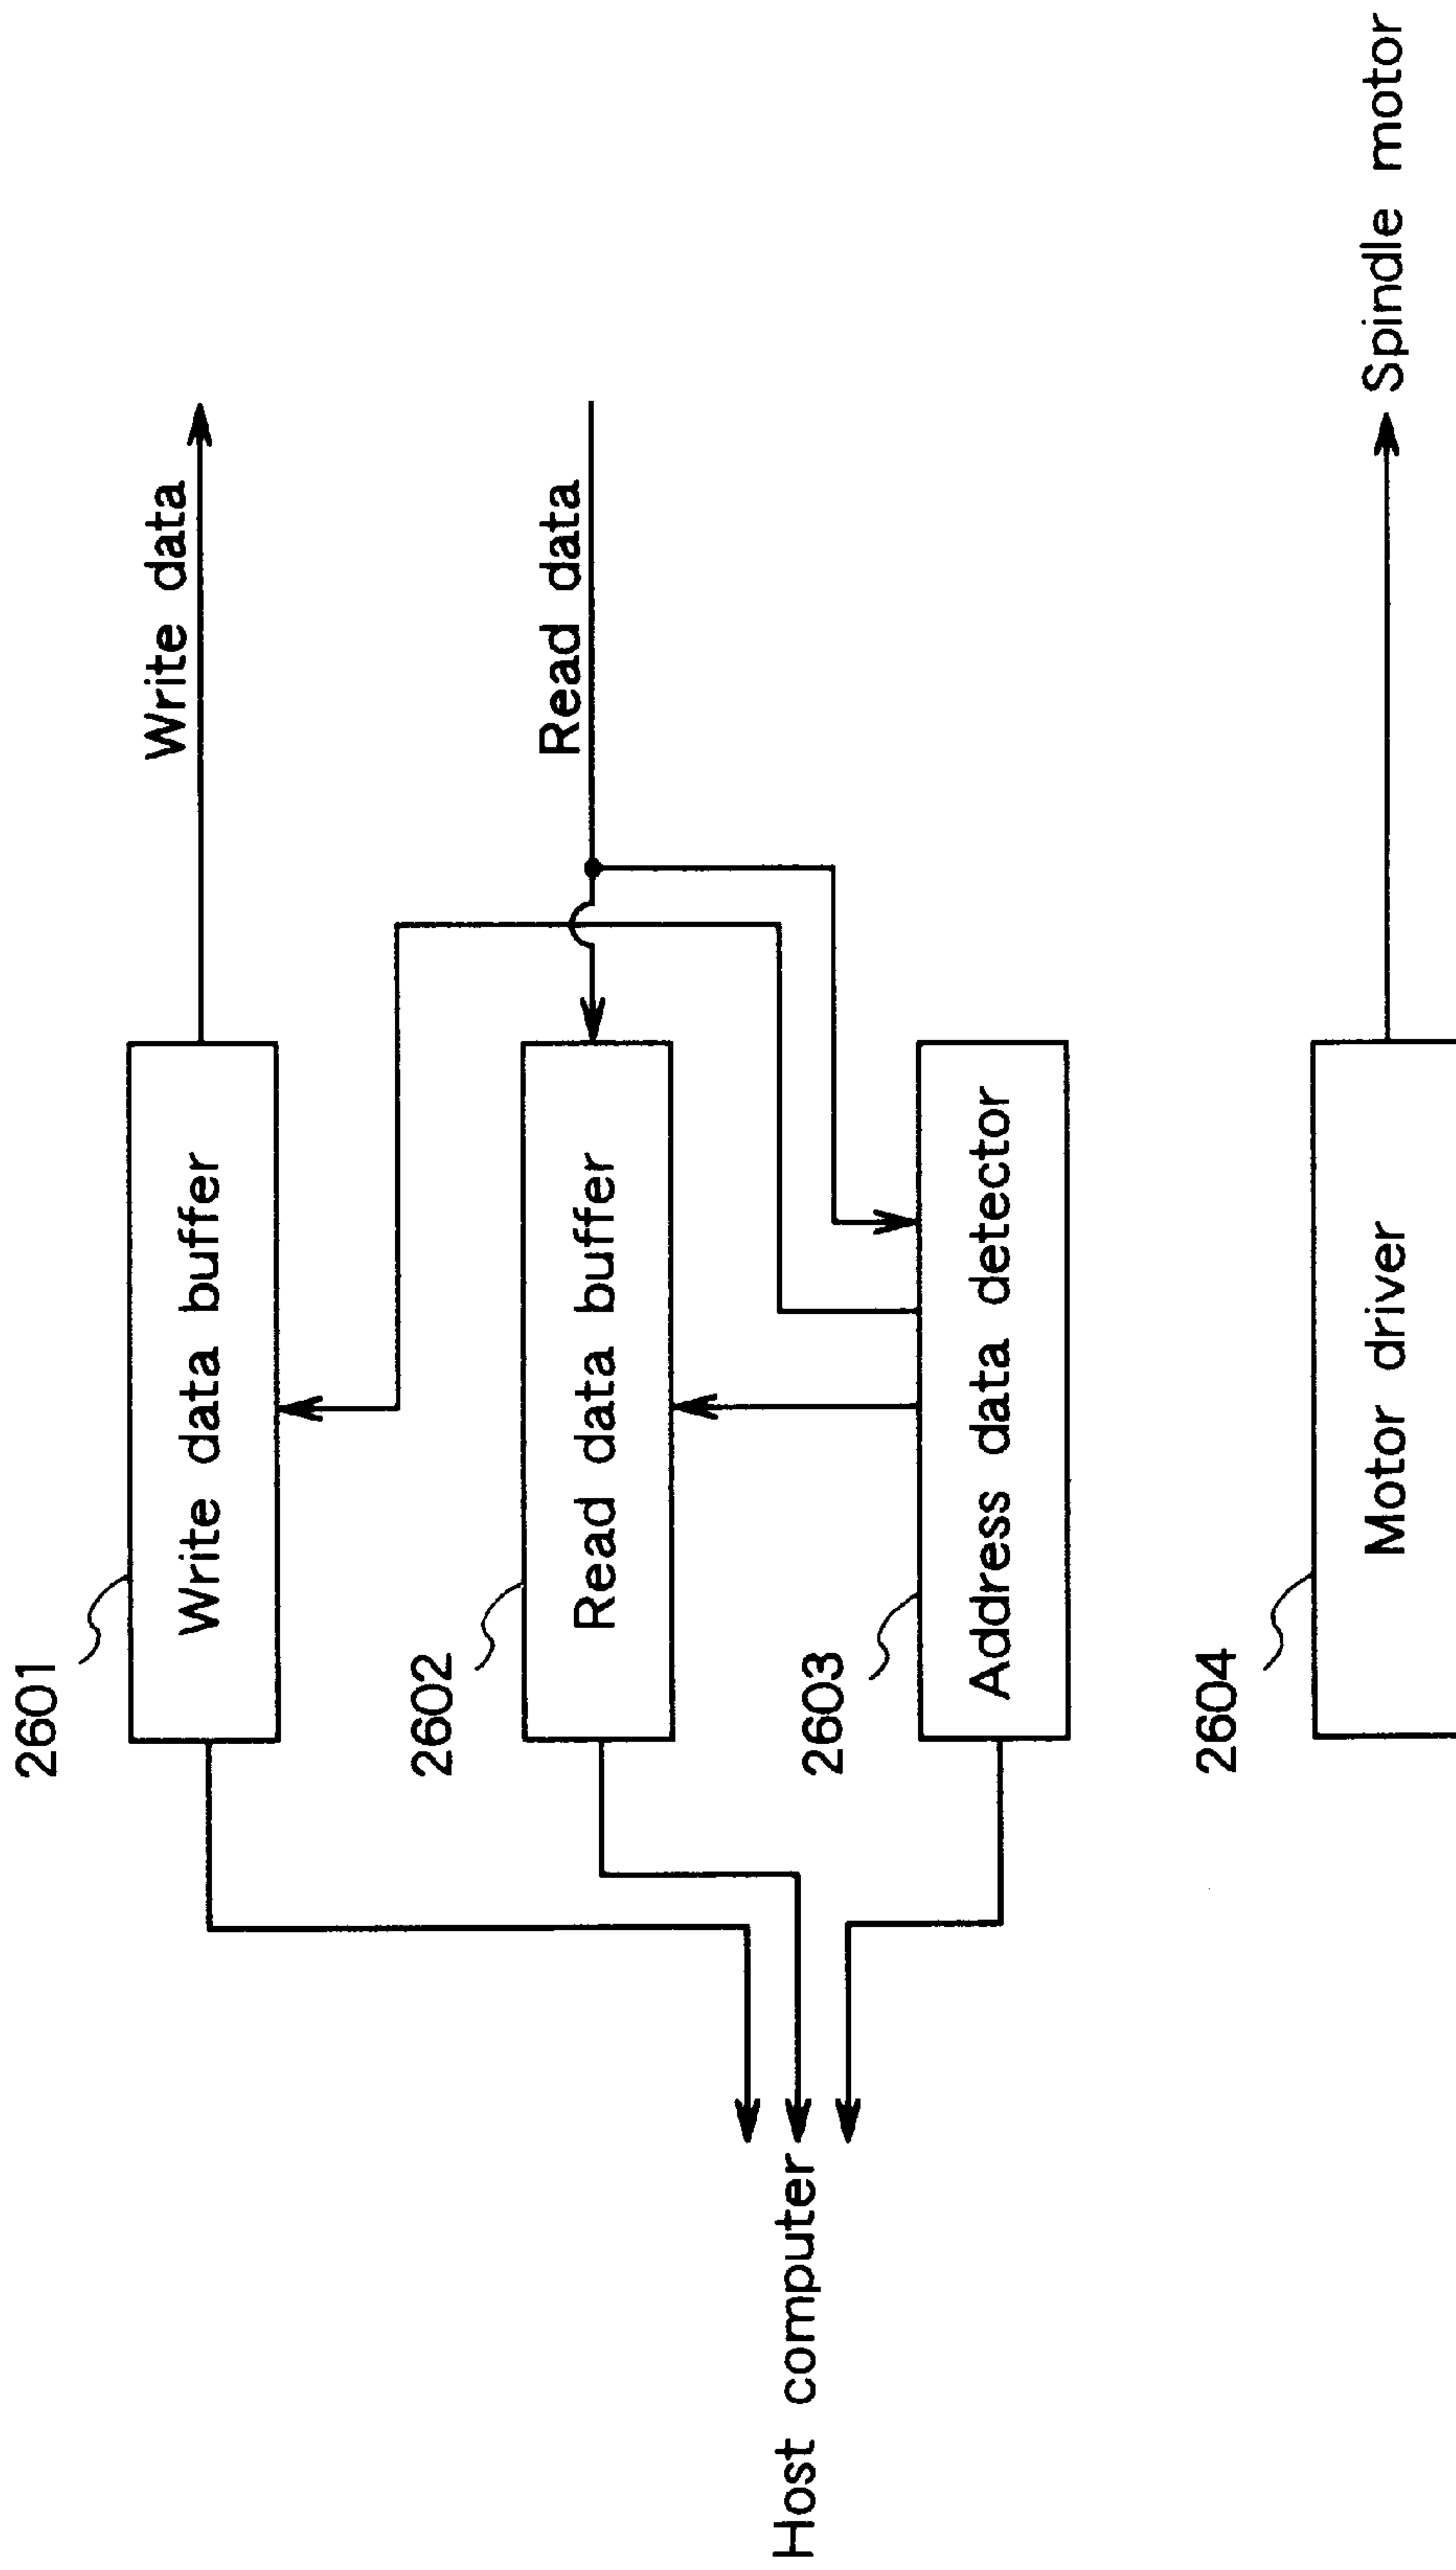 2601
Write data buffer
Write data
2602
Read data buffer
Read data
Host computer
2603
Address data detector
2604
Motor driver
Spindle motor